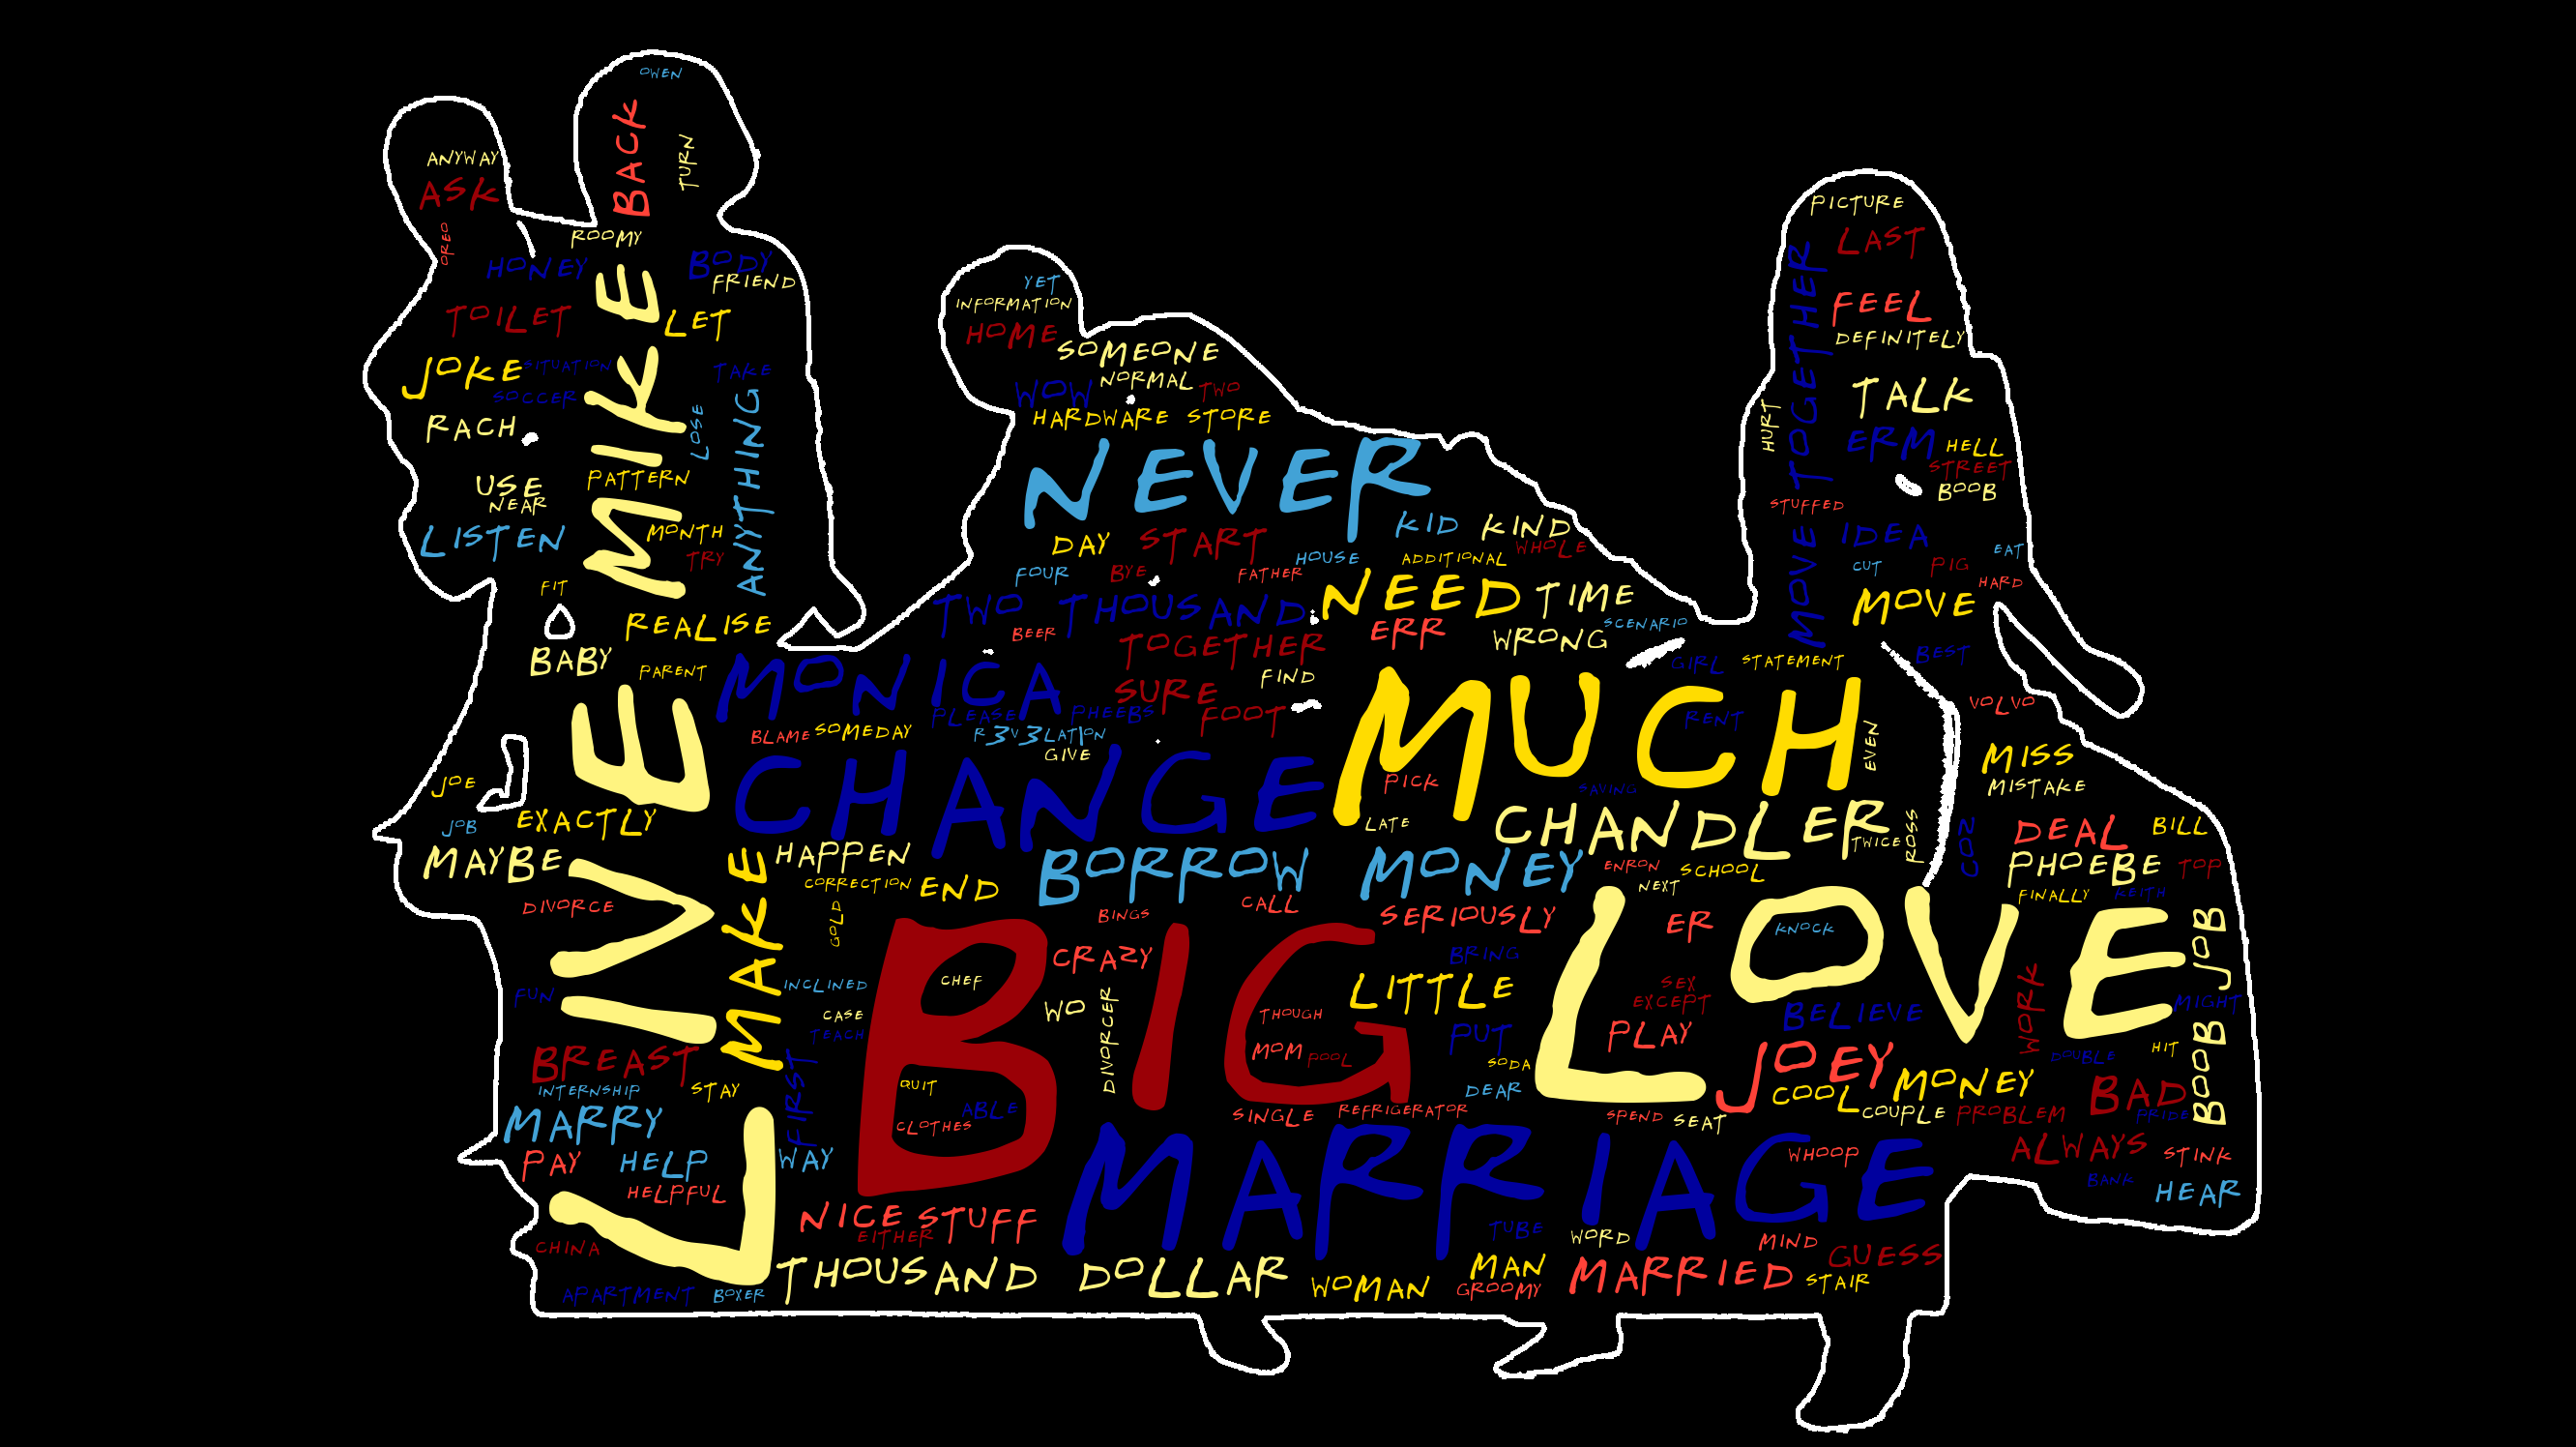 OWEN
BACK
TURN
ANYWAY
ASK
OREO
ROOMY
HONEY
BODY
FRIEND
MIKE
TOILET
LET
JOKE
SITUATION
TAKE
SOCCER
ANYTHING
LOSE
RACH
PATTERN
USE
NEAR
MONTH
LISTEN
TRY
FIT
REALISE
BABY
PARENT
YET
INFORMATION
HOME
SOMEONE
WOW
NORMAL
TWO
HARDWARE STORE
NEVER
KID
KIND
DAY
START
HOUSE
ADDITIONAL
WHOLE
FOUR
BYE
FATHER
NEED
TIME
TWO THOUSAND
BEER
TOGETHER
ERR
WRONG
SCENARIO
FIND
PICTURE
LAST
MOVE TOGETHER
FEEL
DEFINITELY
TALK
HURT
ERM
HELL
STREET
BOOB
STUFFED
IDEA
EAT
CUT
PIG
HARD
MOVE
GIRL
STATEMENT
BEST
MONICA
SURE
PLEASE
PHEEBS
FOOT
BLAME
SOMEDAY
R3V3LATION
GIVE
MUCH
RENT
EVEN
VOLVO
MISS
MISTAKE
LIVE
JOE
CHANGE
PICK
SAVING
JOB
EXACTLY
LATE
CHANDLER
TWICE
ROSS
COZ
DEAL
BILL
MAYBE
MAKE
HAPPEN
BORROW MONEY
ENRON
SCHOOL
PHOEBE
TOP
CORRECTION
END
NEXT
FINALLY
KEITH
DIVORCE
GOLD
BINGS
CALL
SERIOUSLY
ER
LOVE
KNOCK
BOOB JOB
BIG
CRAZY
BRING
CHEF
INCLINED
LITTLE
SEX
EXCEPT
WORK
MIGHT
FUN
WO
DIVORCER
CASE
THOUGH
BELIEVE
TEACH
PUT
PLAY
BREAST
FIRST
MOM
POOL
SODA
JOEY
DOUBLE
HIT
INTERNSHIP
STAY
QUIT
DEAR
COOL
MONEY
BAD
MARRY
ABLE
CLOTHES
SINGLE
REFRIGERATOR
SPEND
SEAT
COUPLE
PROBLEM
PRIDE
PAY
HELP
WAY
MARRIAGE
WHOOP
ALWAYS
STINK
HELPFUL
BANK
HEAR
NICE
STUFF
EITHER
TUBE
WORD
MIND
CHINA
GUESS
APARTMENT
BOXER
THOUSAND DOLLAR
WOMAN
MAN
GROOMY
MARRIED
STAIR